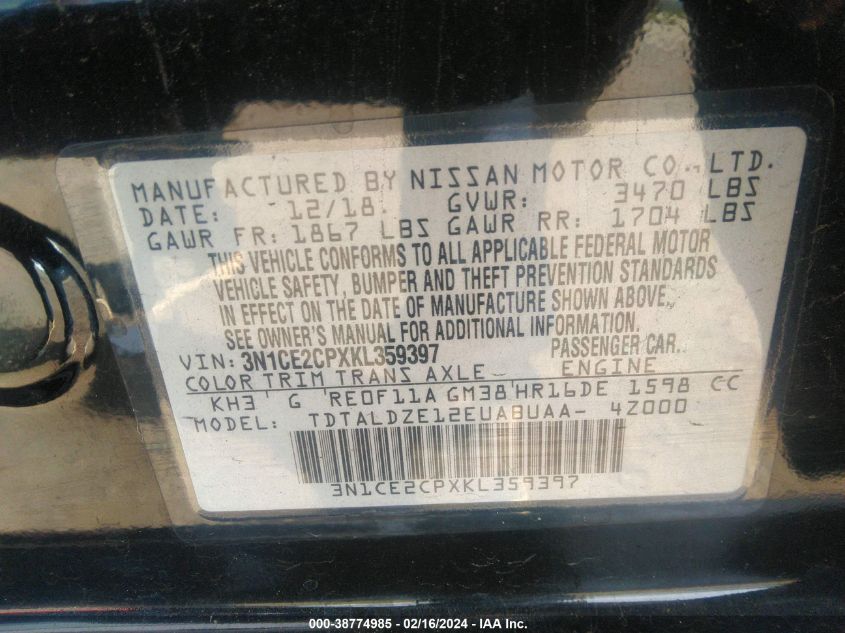 MANUFACTURED BY NISSAN MOTOR CO., LTD.
DATE: 12/18 GVWR: 3470 LBS
GAWR FR: 1867 LBS GAWR RR: 1704 LBS
THIS VEHICLE CONFORMS TO ALL APPLICABLE FEDERAL MOTOR
VEHICLE SAFETY, BUMPER AND THEFT PREVENTION STANDARDS
IN EFFECT ON THE DATE OF MANUFACTURE SHOWN ABOVE.
SEE OWNER'S MANUAL FOR ADDITIONAL INFORMATION.
VIN: 3N1CE2CPXKL359397 PASSENGER CAR
COLOR TRIM TRANS AXLE ENGINE
KH3 G RE0F11A GM38 HR16DE 1598 CC
MODEL: TDTALDZE12EUABUAA- 4Z000
3N1CE2CPXKL359397
000-38774985 - 02/16/2024 - IAA Inc.